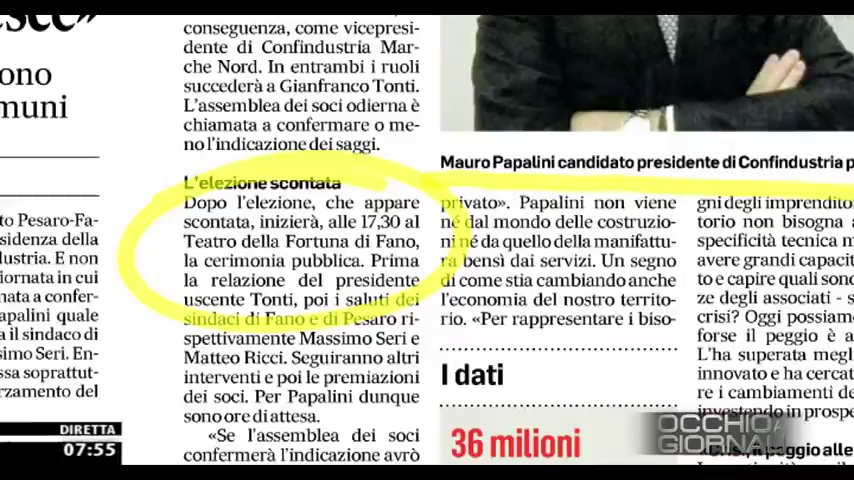 esce»
ono
muni
to Pesaro-Fa-
sidenza della
dustria. E non
iornata in cui
nata a confer-
apalini quale
a il sindaco di
simo Seri. En-
ssa soprattut-
rzamento del
conseguenza, come vicepresi-
dente di Confindustria Mar-
che Nord. In entrambi i ruoli
succederà a Gianfranco Tonti.
L'assemblea dei soci odierna è
chiamata a confermare o me-
no l'indicazione dei saggi.
L'elezione scontata
Dopo l'elezione, che appare
scontata, inizierà, alle 17,30 al
Teatro della Fortuna di Fano,
la cerimonia pubblica. Prima
la relazione del presidente
uscente Tonti, poi i saluti dei
sindaci di Fano e di Pesaro ri-
spettivamente Massimo Seri e
Matteo Ricci. Seguiranno altri
interventi e poi le premiazioni
dei soci. Per Papalini dunque
sono ore di attesa.
«Se l'assemblea dei soci
confermerà l'indicazione avrò
Mauro Papalini candidato presidente di Confindustria p
privato». Papalini non viene
né dal mondo delle costruzio-
ni né da quello della manifattu-
ra bensì dai servizi. Un segno
di come stia cambiando anche
l'economia del nostro territo-
rio. «Per rappresentare i biso-
I dati
36 milioni
gni degli imprendito
torio non bisogna a
specificità tecnica m
avere grandi capacit
to e capire quali son
ze degli associati - s
crisi? Oggi possiam
forse il peggio è a
L'ha superata megl
innovato e ha cercat
re i cambiamenti de
investendo in prospe
peggio alle
DIRETTA
07:55
OCCHIO AI
GIORNALI